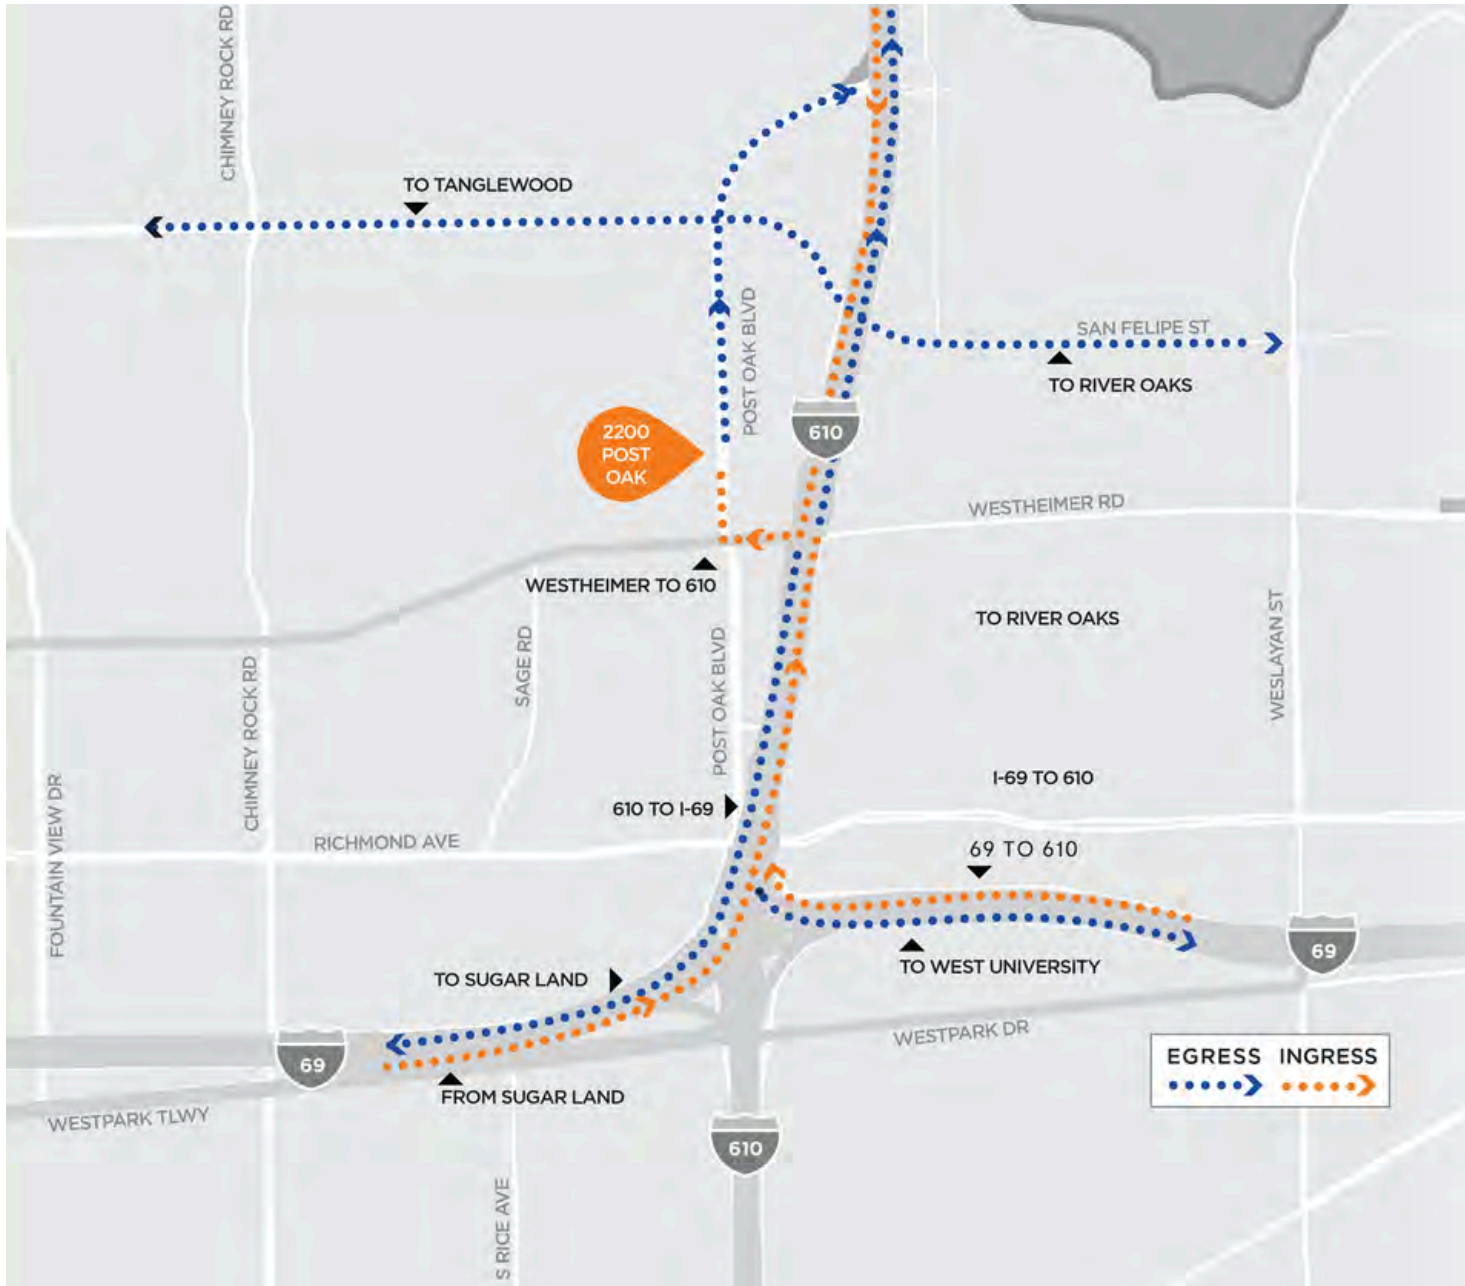 CHIMNEY ROCK RD
TO TANGLEWOOD
POST OAK BLVD
SAN FELIPE ST
TO RIVER OAKS
2200
POST
OAK
610
WESTHEIMER RD
WESTHEIMER TO 610
TO RIVER OAKS
SAGE RD
POST OAK BLVD
WESLAYAN ST
CHIMNEY ROCK RD
FOUNTAIN VIEW DR
I-69 TO 610
610 TO I-69
RICHMOND AVE
69 TO 610
TO WEST UNIVERSITY
69
TO SUGAR LAND
WESTPARK DR
69
FROM SUGAR LAND
EGRESS INGRESS
WESTPARK TLWY
610
S RICE AVE